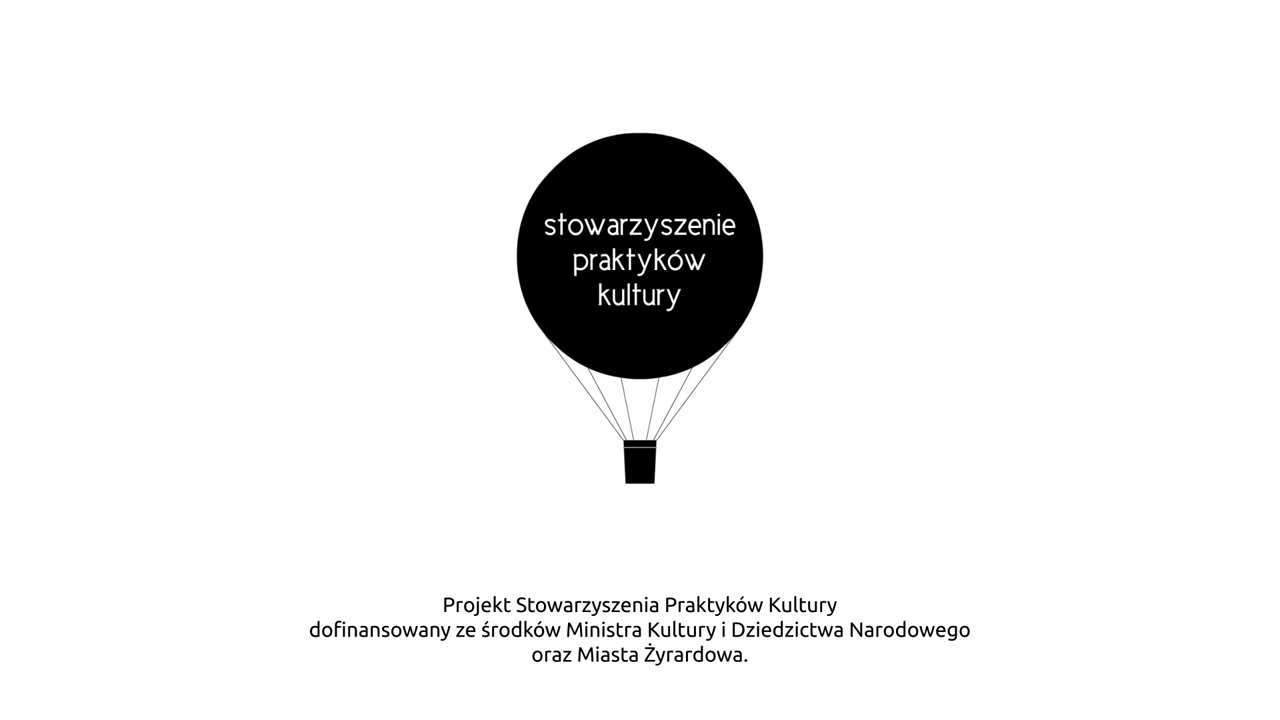 stowarzyszenie
praktyków
kultury
Projekt Stowarzyszenia Praktyków Kultury
dofinansowany ze środków Ministra Kultury i Dziedzictwa Narodowego
oraz Miasta Żyrardowa.